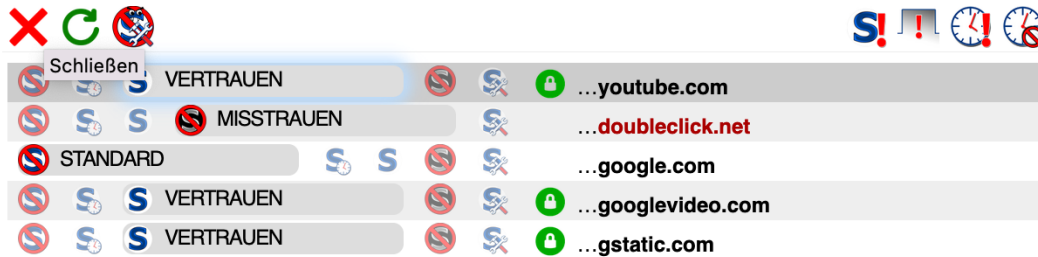 Schließen
VERTRAUEN …youtube.com
MISSTRAUEN …doubleclick.net
STANDARD …google.com
VERTRAUEN …googlevideo.com
VERTRAUEN …gstatic.com